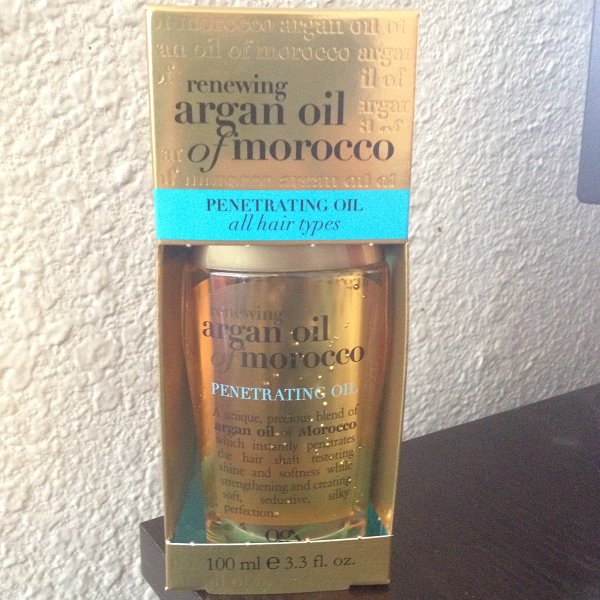 of morocco argan oil of
an oil of morocco argan
renewing
argan oil
of morocco
PENETRATING OIL
all hair types
renewing
argan oil
of morocco
PENETRATING OIL
A unique, precious blend of
argan oil of Morocco
which instantly penetrates
the hair shaft restoring
shine and softness while
strengthening and creating
soft, seductive, silky
perfection.
ogx
100 ml e 3.3 fl. oz.